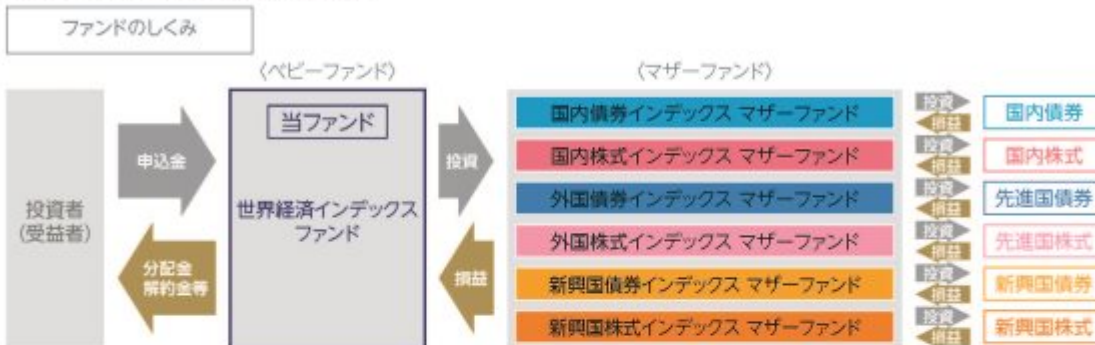 ファンドのしくみ
〈ベビーファンド〉
〈マザーファンド〉
投資者
(受益者)
申込金
分配金
解約金等
当ファンド
世界経済インデックス
ファンド
投資
損益
国内債券インデックス マザーファンド
投資
損益
国内債券
国内株式インデックス マザーファンド
投資
損益
国内株式
外国債券インデックス マザーファンド
投資
損益
先進国債券
外国株式インデックス マザーファンド
投資
損益
先進国株式
新興国債券インデックス マザーファンド
投資
損益
新興国債券
新興国株式インデックス マザーファンド
投資
損益
新興国株式